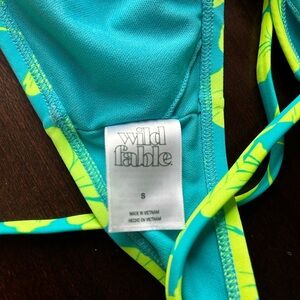 wild
fable
S
MADE IN VIETNAM
HECHO EN VIETNAM